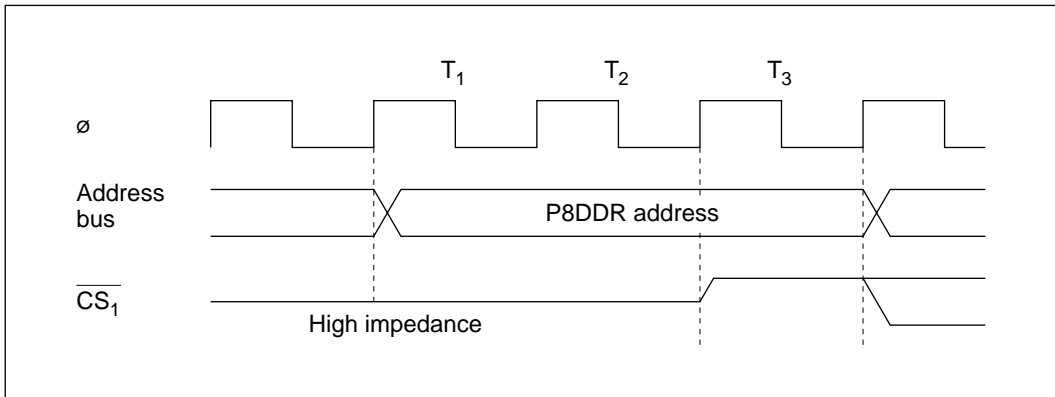 T1 T2 T3
ø
Address
bus
P8DDR address
CS1
High impedance